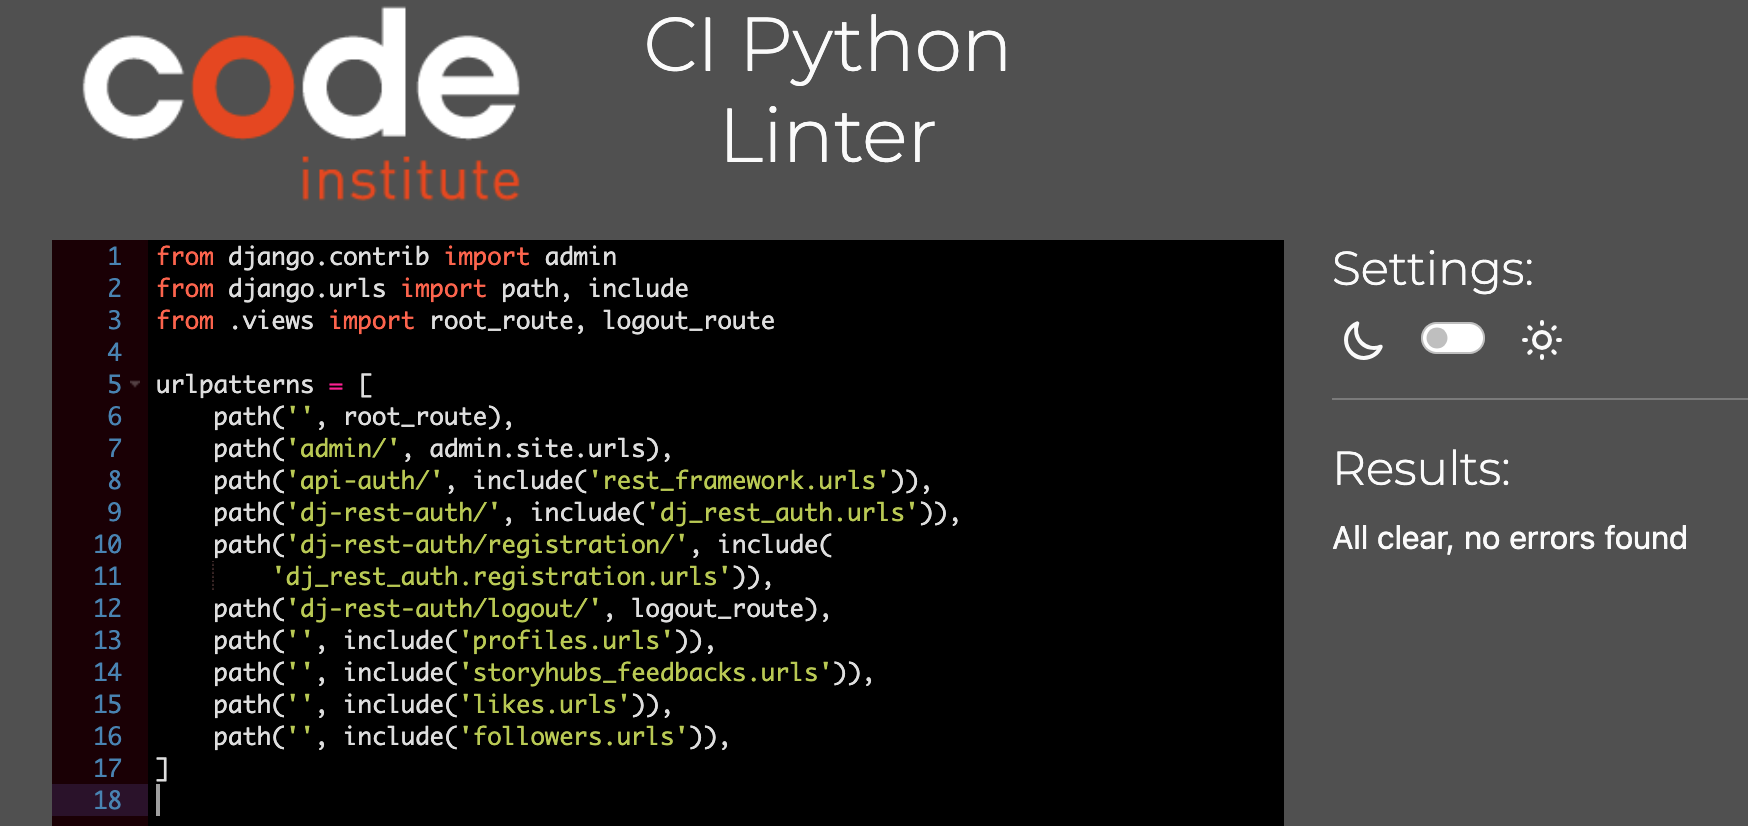 code
institute
CI Python
Linter
1 from django.contrib import admin
2 from django.urls import path, include
3 from .views import root_route, logout_route
4
5 urlpatterns = [
6     path('', root_route),
7     path('admin/', admin.site.urls),
8     path('api-auth/', include('rest_framework.urls')),
9     path('dj-rest-auth/', include('dj_rest_auth.urls')),
10     path('dj-rest-auth/registration/', include(
11         'dj_rest_auth.registration.urls')),
12     path('dj-rest-auth/logout/', logout_route),
13     path('', include('profiles.urls')),
14     path('', include('storyhubs_feedbacks.urls')),
15     path('', include('likes.urls')),
16     path('', include('followers.urls')),
17 ]
18
Settings:
Results:
All clear, no errors found